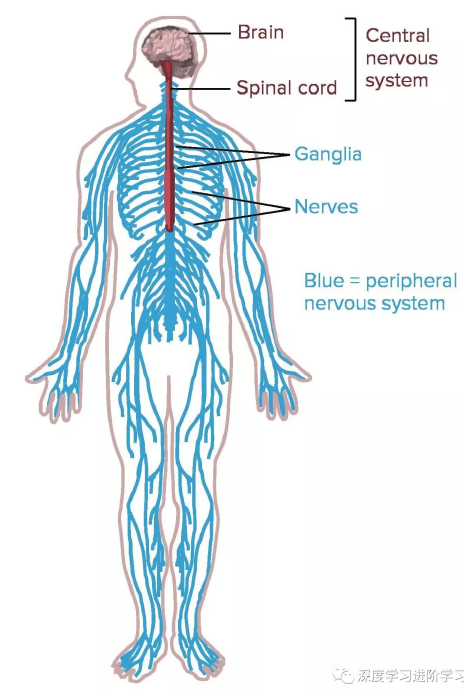 Brain
Central
nervous
system
Spinal cord
Ganglia
Nerves
Blue = peripheral
nervous system
深度学习进阶学习